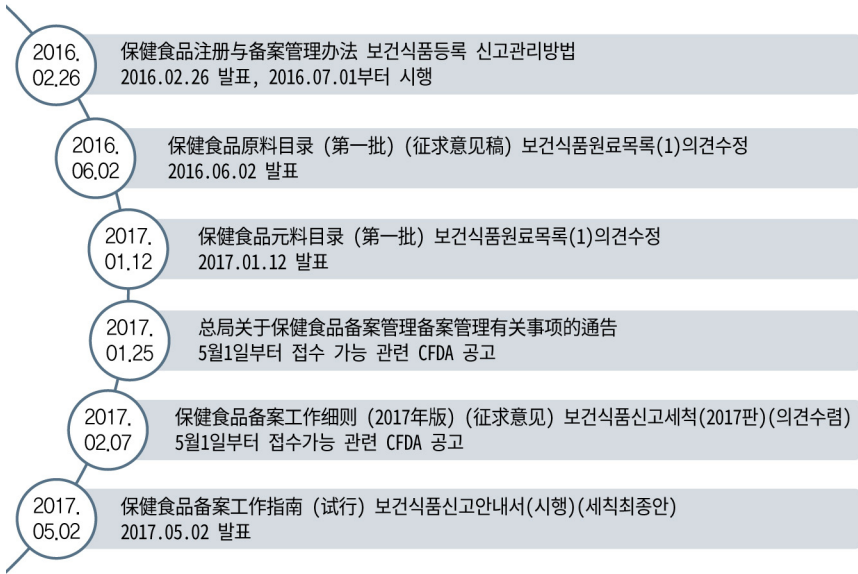 2016.
02.26
保健食品注册与备案管理办法 보건식품등록 신고관리방법
2016.02.26 발표, 2016.07.01부터 시행
2016.
06.02
保健食品原料目录 (第一批) (征求意见稿) 보건식품원료목록(1)의견수정
2016.06.02 발표
2017.
01.12
保健食品元料目录 (第一批) 보건식품원료목록(1)의견수정
2017.01.12 발표
2017.
01.25
总局关于保健食品备案管理备案管理有关事项的通告
5월1일부터 접수 가능 관련 CFDA 공고
2017.
02.07
保健食品备案工作细则 (2017年版) (征求意见) 보건식품신고세척(2017판)(의견수렴)
5월1일부터 접수가능 관련 CFDA 공고
2017.
05.02
保健食品备案工作指南 (试行) 보건식품신고안내서(시행)(세칙최종안)
2017.05.02 발표